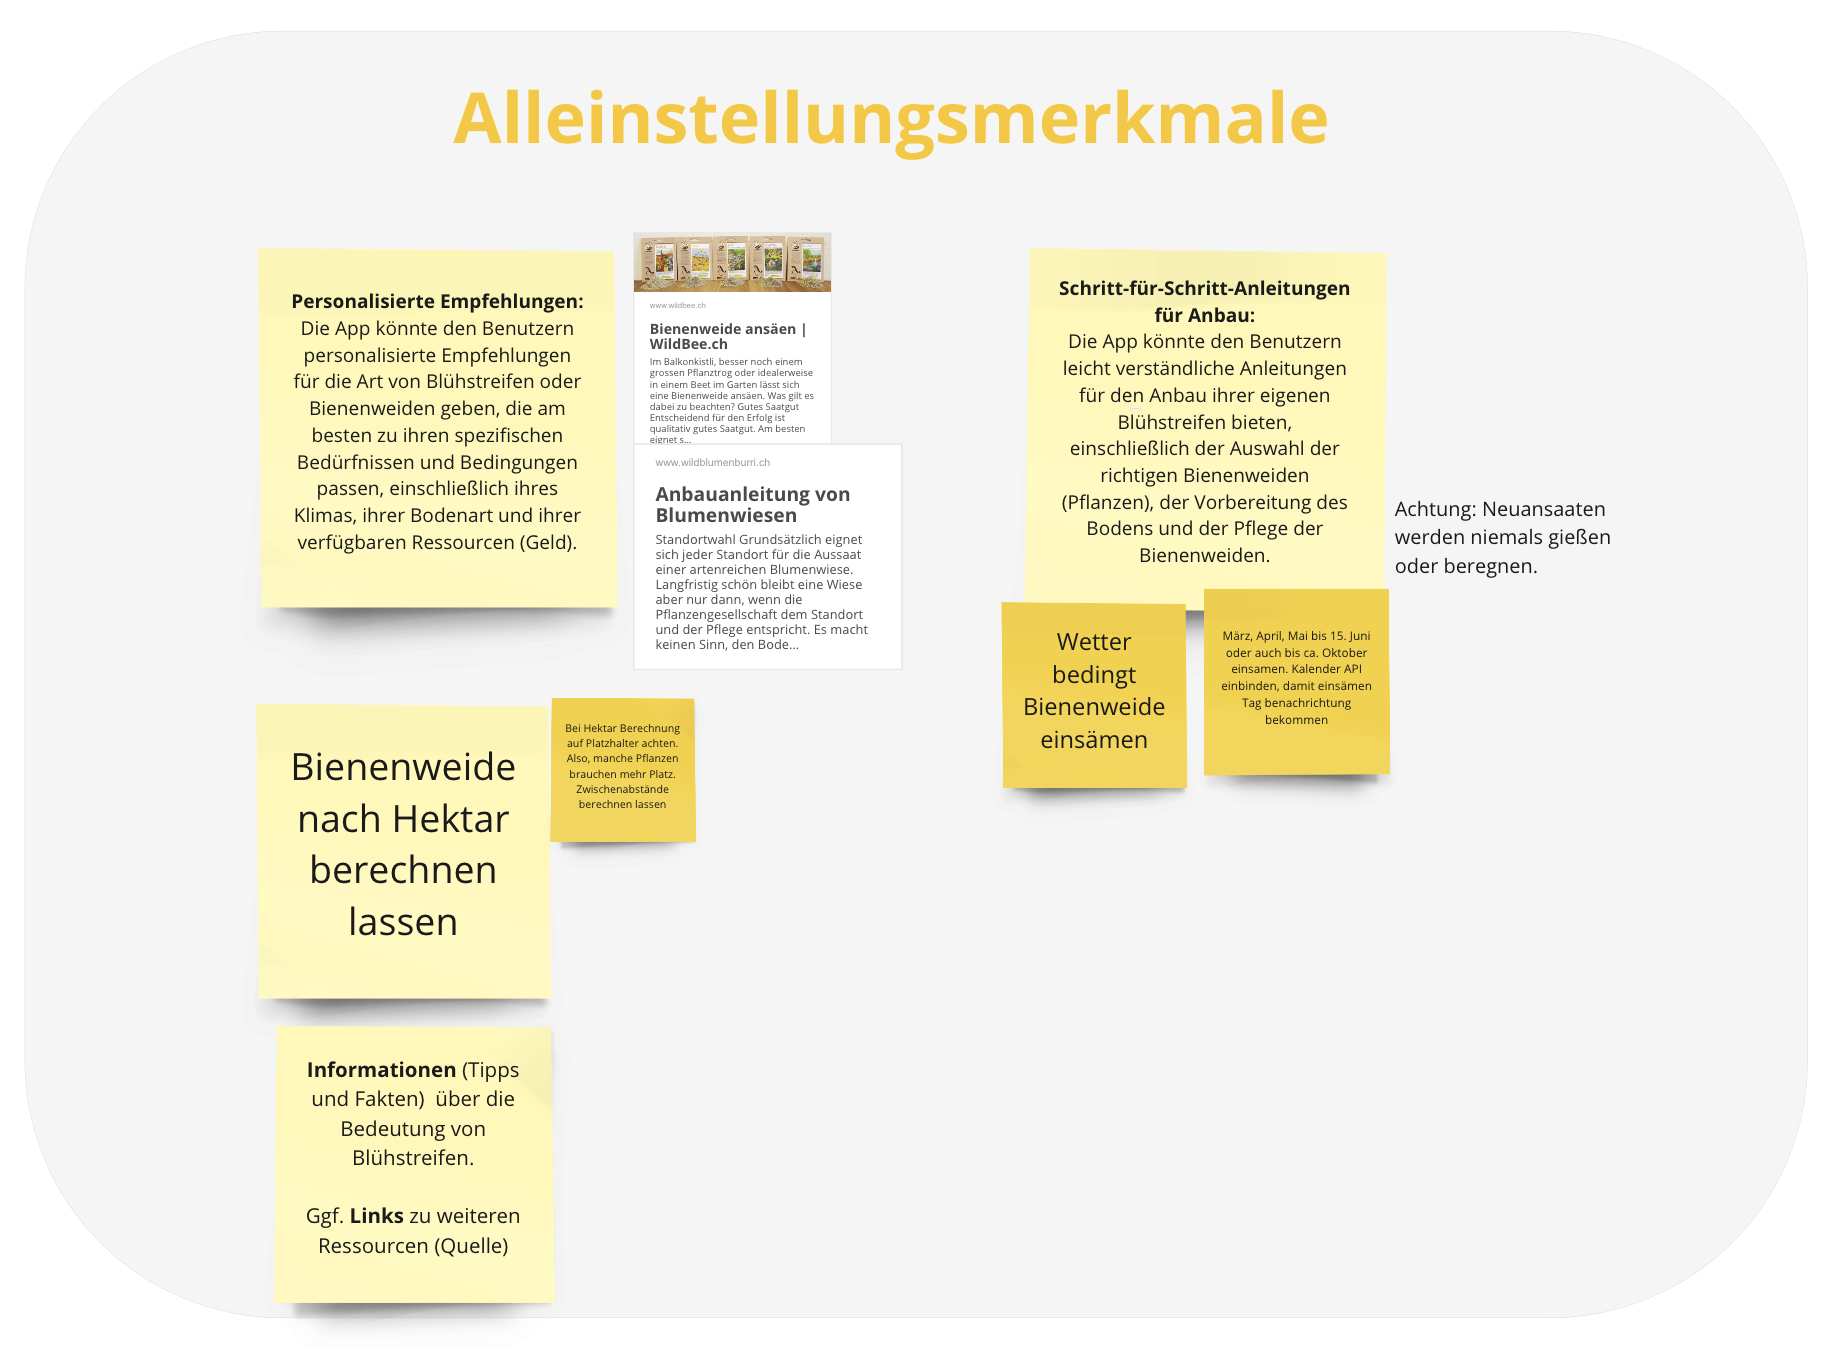 Alleinstellungsmerkmale
Personalisierte Empfehlungen:
Die App könnte den Benutzern
personalisierte Empfehlungen
für die Art von Blühstreifen oder
Bienenweiden geben, die am
besten zu ihren spezifischen
Bedürfnissen und Bedingungen
passen, einschließlich ihres
Klimas, ihrer Bodenart und ihrer
verfügbaren Ressourcen (Geld).
www.wildbee.ch
Bienenweide ansäen |
WildBee.ch
Im Balkonkistli, besser noch einem
grossen Pflanztrog oder idealerweise
in einem Beet im Garten lässt sich
eine Bienenweide ansäen. Was gilt es
dabei zu beachten? Gutes Saatgut
Entscheidend für den Erfolg ist
qualitativ gutes Saatgut. Am besten
eignet s...
www.wildblumenburri.ch
Anbauanleitung von
Blumenwiesen
Standortwahl Grundsätzlich eignet
sich jeder Standort für die Aussaat
einer artenreichen Blumenwiese.
Langfristig schön bleibt eine Wiese
aber nur dann, wenn die
Pflanzengesellschaft dem Standort
und der Pflege entspricht. Es macht
keinen Sinn, den Bode...
Schritt-für-Schritt-Anleitungen
für Anbau:
Die App könnte den Benutzern
leicht verständliche Anleitungen
für den Anbau ihrer eigenen
Blühstreifen bieten,
einschließlich der Auswahl der
richtigen Bienenweiden
(Pflanzen), der Vorbereitung des
Bodens und der Pflege der
Bienenweiden.
Achtung: Neuansaaten
werden niemals gießen
oder beregnen.
Wetter
bedingt
Bienenweide
einsämen
März, April, Mai bis 15. Juni
oder auch bis ca. Oktober
einsamen. Kalender API
einbinden, damit einsämen
Tag benachrichtung
bekommen
Bienenweide
nach Hektar
berechnen
lassen
Bei Hektar Berechnung
auf Platzhalter achten.
Also, manche Pflanzen
brauchen mehr Platz.
Zwischenabstände
berechnen lassen
Informationen (Tipps
und Fakten)  über die
Bedeutung von
Blühstreifen.
Ggf. Links zu weiteren
Ressourcen (Quelle)